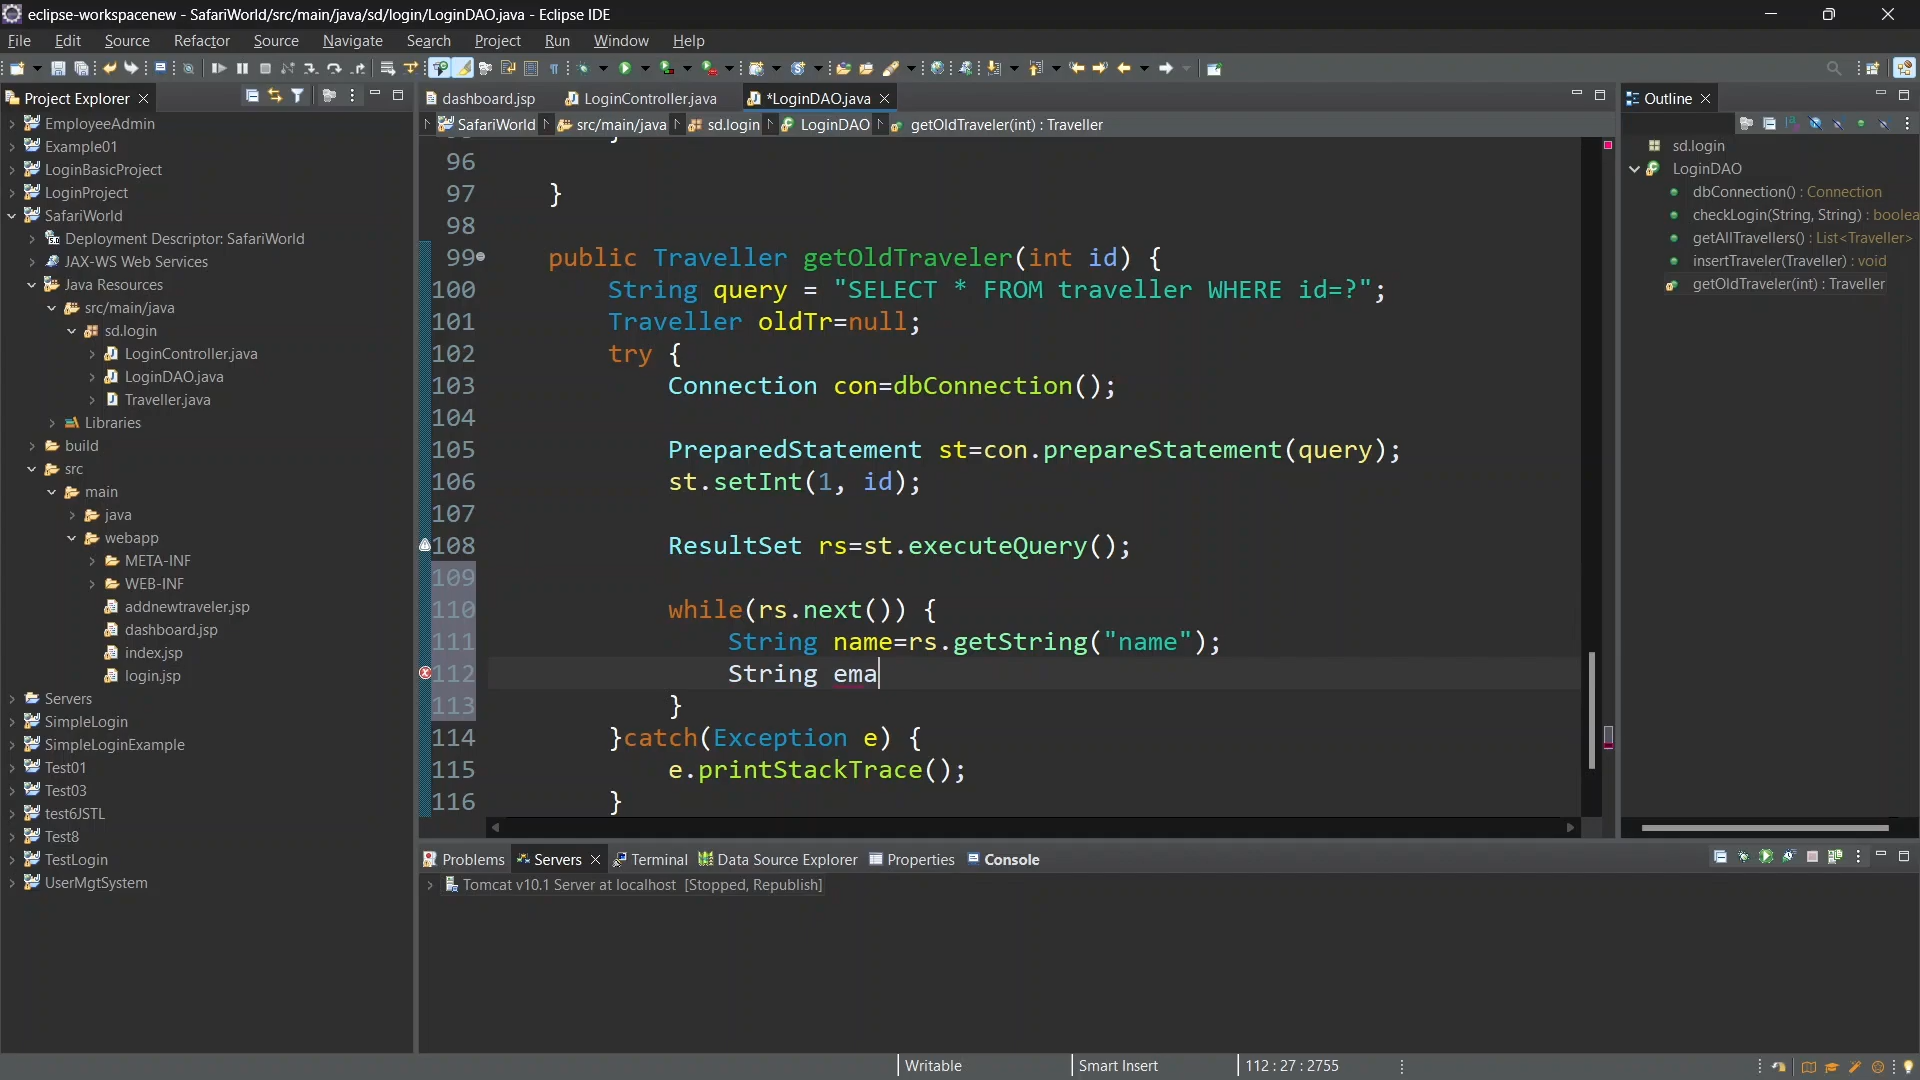 eclipse-workspacenew - SafariWorld/src/main/java/sd/login/LoginDAO.java - Eclipse IDE
File Edit Source Refactor Source Navigate Search Project Run Window Help
Project Explorer
EmployeeAdmin
Example01
LoginBasicProject
LoginProject
SafariWorld
Deployment Descriptor: SafariWorld
JAX-WS Web Services
Java Resources
src/main/java
sd.login
LoginController.java
LoginDAO.java
Traveller.java
Libraries
build
src
main
java
webapp
META-INF
WEB-INF
addnewtraveler.jsp
dashboard.jsp
index.jsp
login.jsp
Servers
SimpleLogin
SimpleLoginExample
Test01
Test03
test6JSTL
Test8
TestLogin
UserMgtSystem
dashboard.jsp LoginController.java *LoginDAO.java
SafariWorld src/main/java sd.login LoginDAO getOldTraveler(int) : Traveller
96
97 }
98
99 public Traveller getOldTraveler(int id) {
100 String query = "SELECT * FROM traveller WHERE id=?";
101 Traveller oldTr=null;
102 try {
103 Connection con=dbConnection();
104
105 PreparedStatement st=con.prepareStatement(query);
106 st.setInt(1, id);
107
108 ResultSet rs=st.executeQuery();
109
110 while(rs.next()) {
111 String name=rs.getString("name");
112 String ema
113 }
114 }catch(Exception e) {
115 e.printStackTrace();
116 }
Outline
sd.login
LoginDAO
dbConnection() : Connection
checkLogin(String, String) : boolea
getAllTravellers() : List<Traveller>
insertTraveler(Traveller) : void
getOldTraveler(int) : Traveller
Problems Servers Terminal Data Source Explorer Properties Console
Tomcat v10.1 Server at localhost [Stopped, Republish]
Writable Smart Insert 112 : 27 : 2755